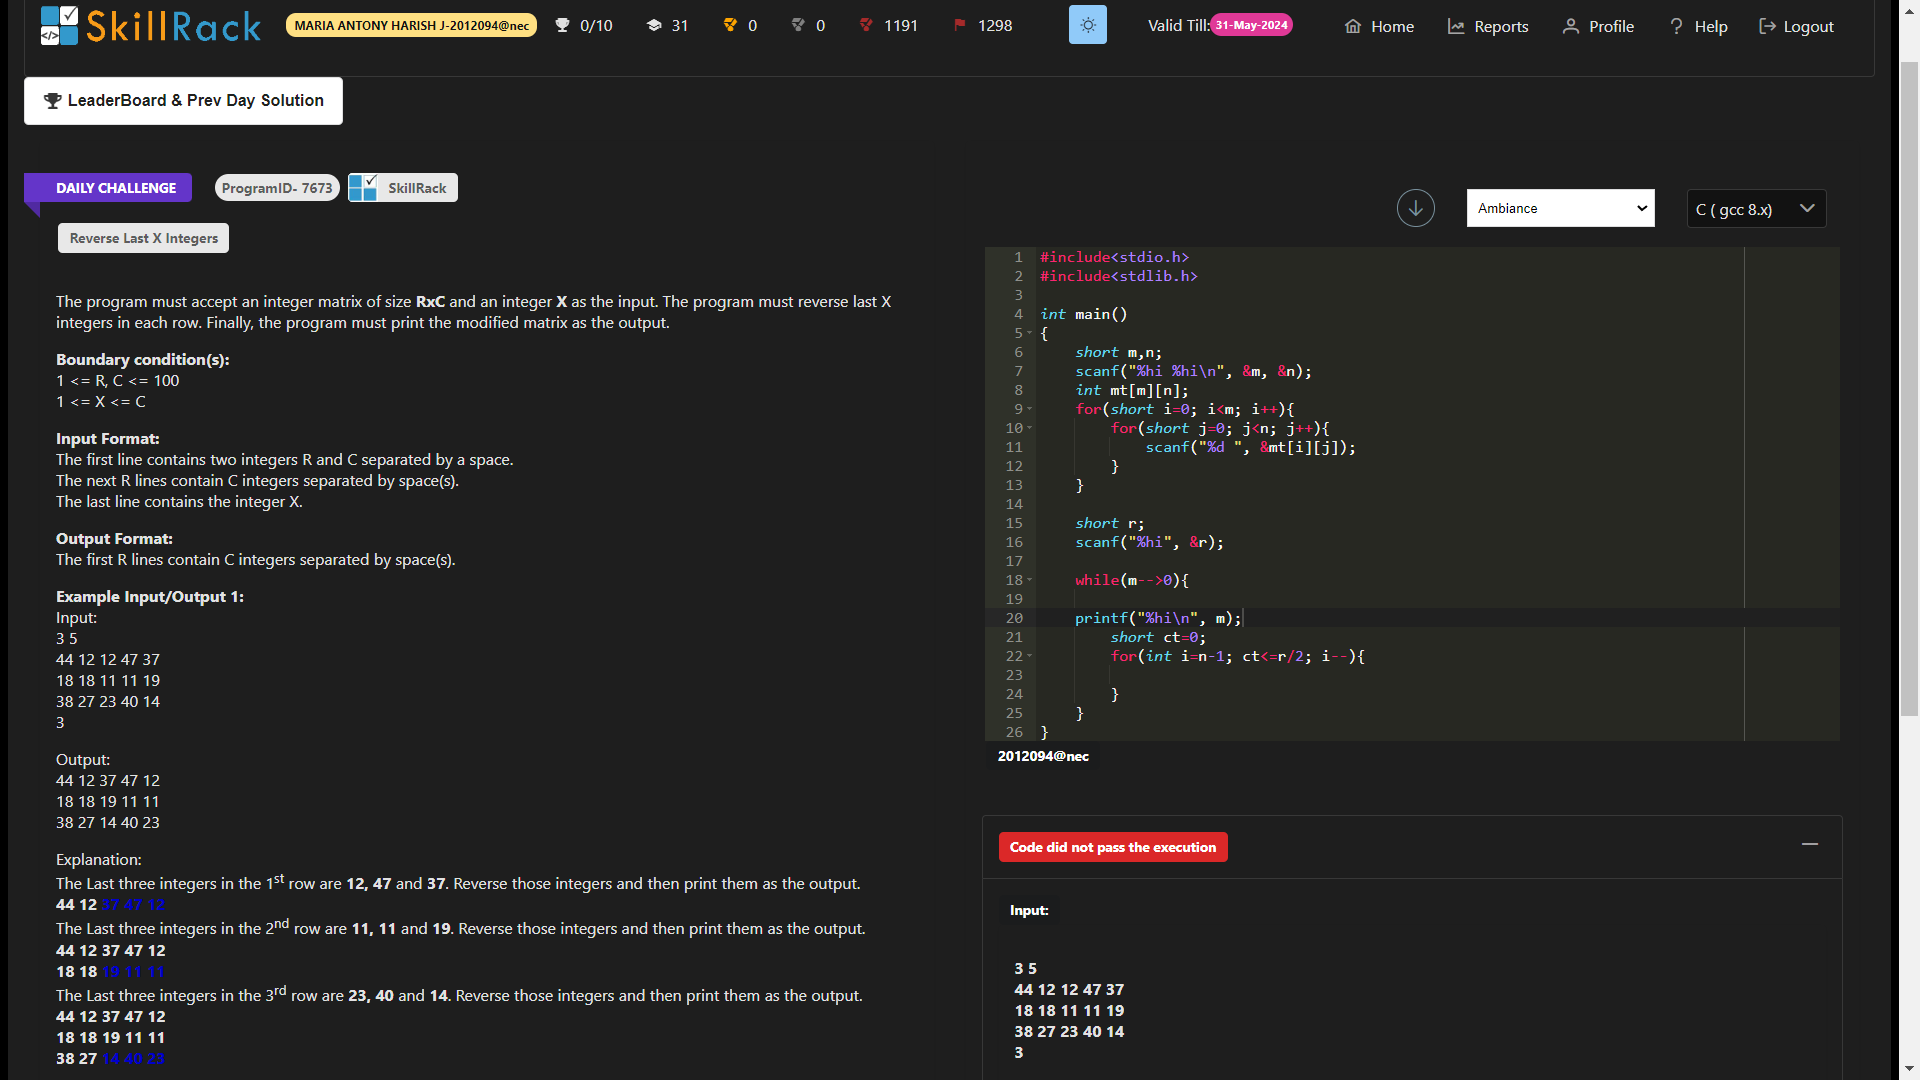 SkillRack
MARIA ANTONY HARISH J-2012094@nec
0/10
31
0
0
1191
1298
Valid Till: 31-May-2024
Home
Reports
Profile
? Help
Logout
LeaderBoard & Prev Day Solution
DAILY CHALLENGE
ProgramID- 7673
SkillRack
Reverse Last X Integers
The program must accept an integer matrix of size RxC and an integer X as the input. The program must reverse last X
integers in each row. Finally, the program must print the modified matrix as the output.
Boundary condition(s):
1 <= R, C <= 100
1 <= X <= C
Input Format:
The first line contains two integers R and C separated by a space.
The next R lines contain C integers separated by space(s).
The last line contains the integer X.
Output Format:
The first R lines contain C integers separated by space(s).
Example Input/Output 1:
Input:
3 5
44 12 12 47 37
18 18 11 11 19
38 27 23 40 14
3
Output:
44 12 37 47 12
18 18 19 11 11
38 27 14 40 23
Explanation:
The Last three integers in the 1st row are 12, 47 and 37. Reverse those integers and then print them as the output.
44 12 37 47 12
The Last three integers in the 2nd row are 11, 11 and 19. Reverse those integers and then print them as the output.
44 12 37 47 12
18 18 19 11 11
The Last three integers in the 3rd row are 23, 40 and 14. Reverse those integers and then print them as the output.
44 12 37 47 12
18 18 19 11 11
38 27 14 40 23
Ambiance
C ( gcc 8.x)
1 #include<stdio.h>
2 #include<stdlib.h>
3
4 int main()
5 {
6     short m,n;
7     scanf("%hi %hi\n", &m, &n);
8     int mt[m][n];
9     for(short i=0; i<m; i++){
10         for(short j=0; j<n; j++){
11             scanf("%d ", &mt[i][j]);
12         }
13     }
14
15     short r;
16     scanf("%hi", &r);
17
18     while(m-->0){
19
20     printf("%hi\n", m);
21         short ct=0;
22         for(int i=n-1; ct<=r/2; i--){
23
24         }
25     }
26 }
2012094@nec
Code did not pass the execution
Input:
3 5
44 12 12 47 37
18 18 11 11 19
38 27 23 40 14
3